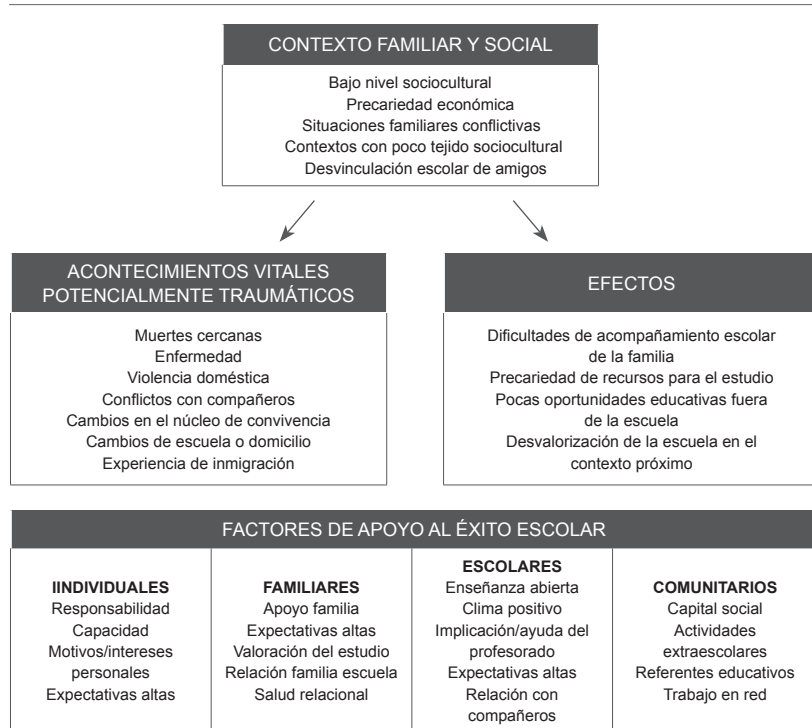 CONTEXTO FAMILIAR Y SOCIAL
Bajo nivel sociocultural
Precariedad económica
Situaciones familiares conflictivas
Contextos con poco tejido sociocultural
Desvinculación escolar de amigos
ACONTECIMIENTOS VITALES
POTENCIALMENTE TRAUMÁTICOS
Muertes cercanas
Enfermedad
Violencia doméstica
Conflictos con compañeros
Cambios en el núcleo de convivencia
Cambios de escuela o domicilio
Experiencia de inmigración
EFECTOS
Dificultades de acompañamiento escolar
de la familia
Precariedad de recursos para el estudio
Pocas oportunidades educativas fuera
de la escuela
Desvalorización de la escuela en el
contexto próximo
FACTORES DE APOYO AL ÉXITO ESCOLAR
IINDIVIDUALES
Responsabilidad
Capacidad
Motivos/intereses
personales
Expectativas altas
FAMILIARES
Apoyo familia
Expectativas altas
Valoración del estudio
Relación familia escuela
Salud relacional
ESCOLARES
Enseñanza abierta
Clima positivo
Implicación/ayuda del
profesorado
Expectativas altas
Relación con
compañeros
COMUNITARIOS
Capital social
Actividades
extraescolares
Referentes educativos
Trabajo en red